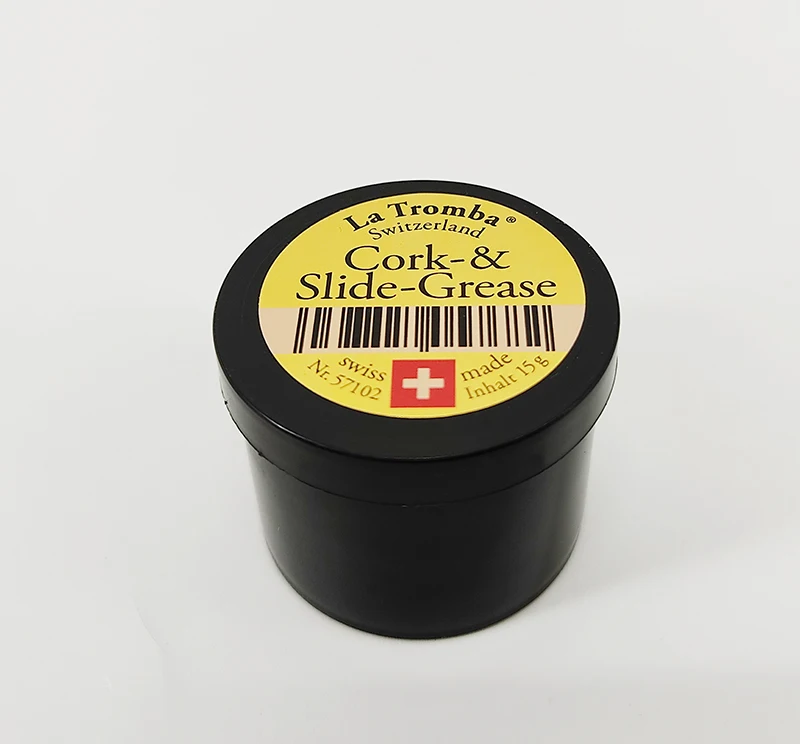 La Tromba®
Switzerland
Cork-&
Slide-Grease
swiss made
Nr. 57102 Inhalt 15 g